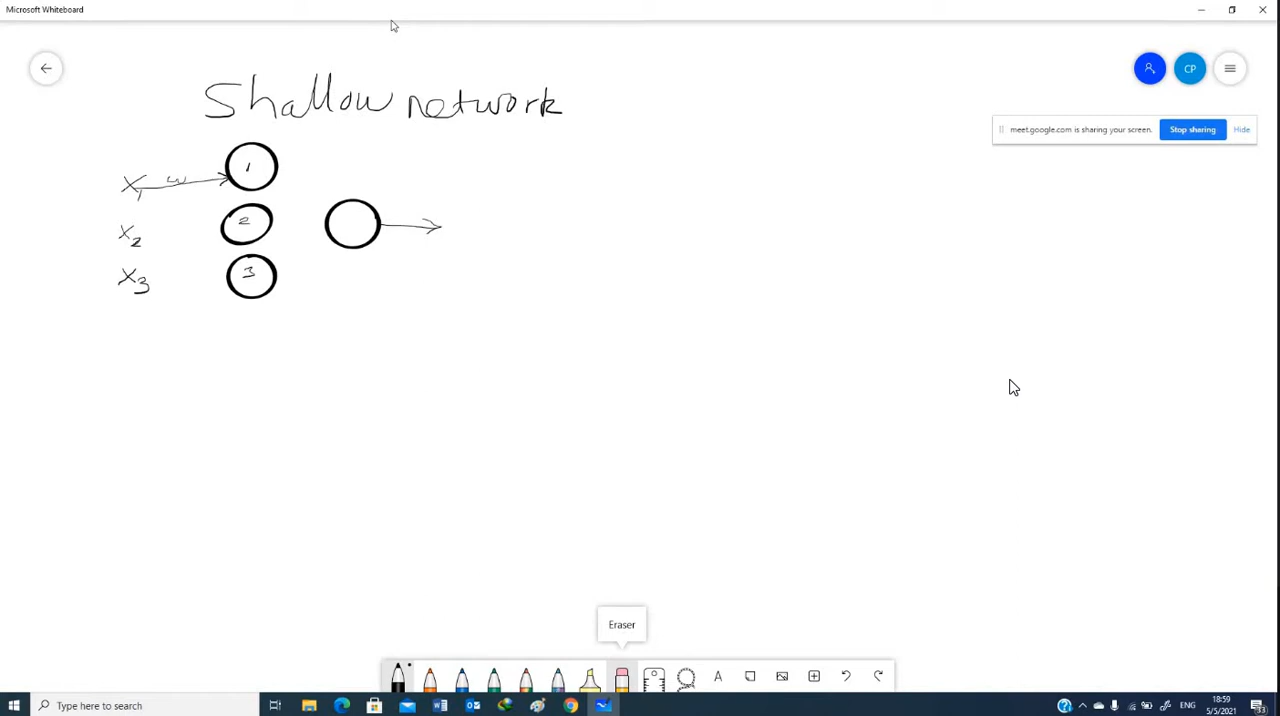 Microsoft Whiteboard
CP
Shallow network
meet.google.com is sharing your screen.
Stop sharing
Hide
X1
w
1
X2
2
X3
3
Eraser
A
Type here to search
ENG
18:59
5/5/2021
33